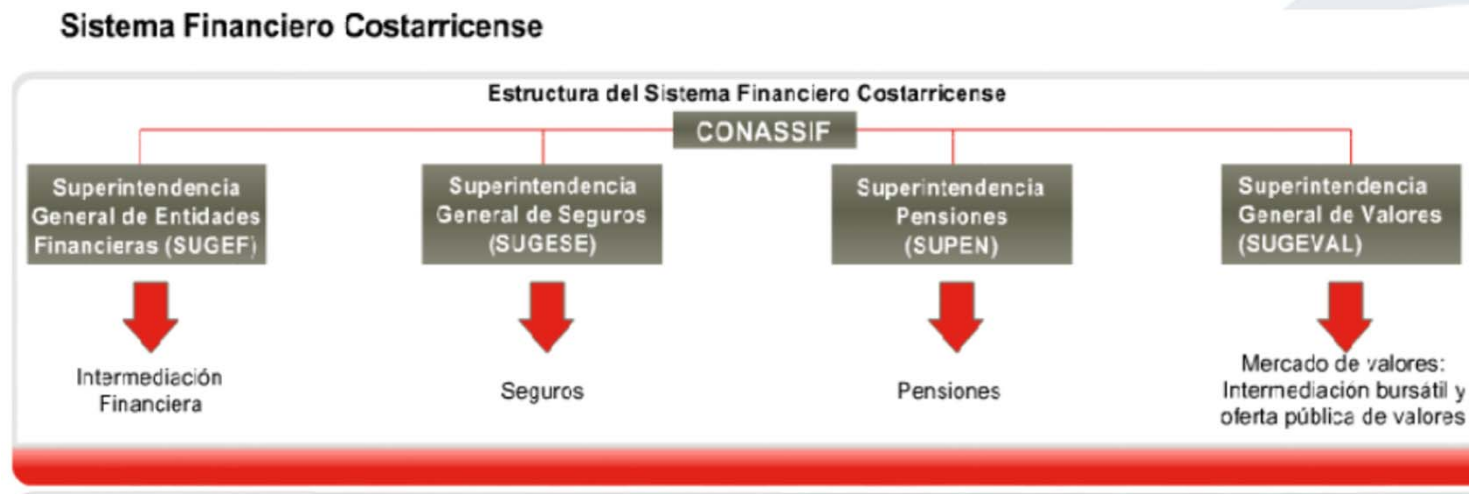 Sistema Financiero Costarricense
Estructura del Sistema Financiero Costarricense
CONASSIF
Superintendencia
General de Entidades
Financieras (SUGEF)
Superintendencia
General de Seguros
(SUGESE)
Superintendencia
Pensiones
(SUPEN)
Superintendencia
General de Valores
(SUGEVAL)
Intermediación
Financiera
Seguros
Pensiones
Mercado de valores:
Intermediación bursátil y
oferta pública de valores